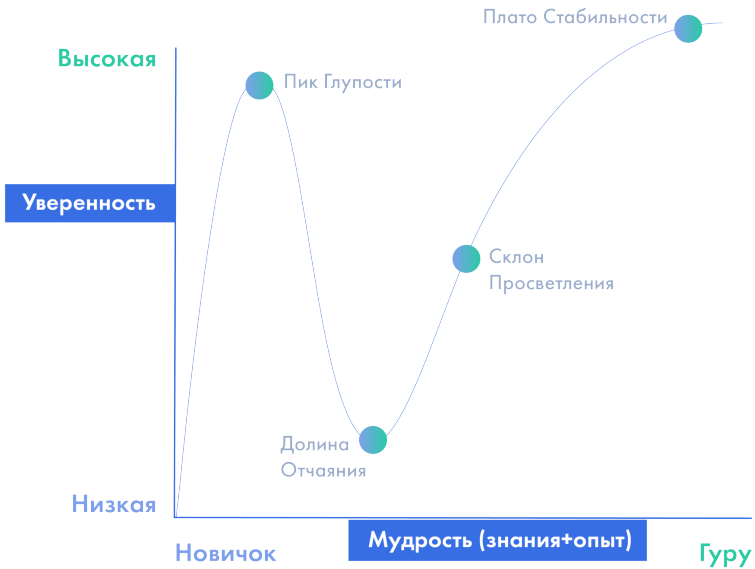 Плато Стабильности
Высокая
Пик Глупости
Уверенность
Склон
Просветления
Долина
Отчаяния
Низкая
Мудрость (знания+опыт)
Новичок
Гуру